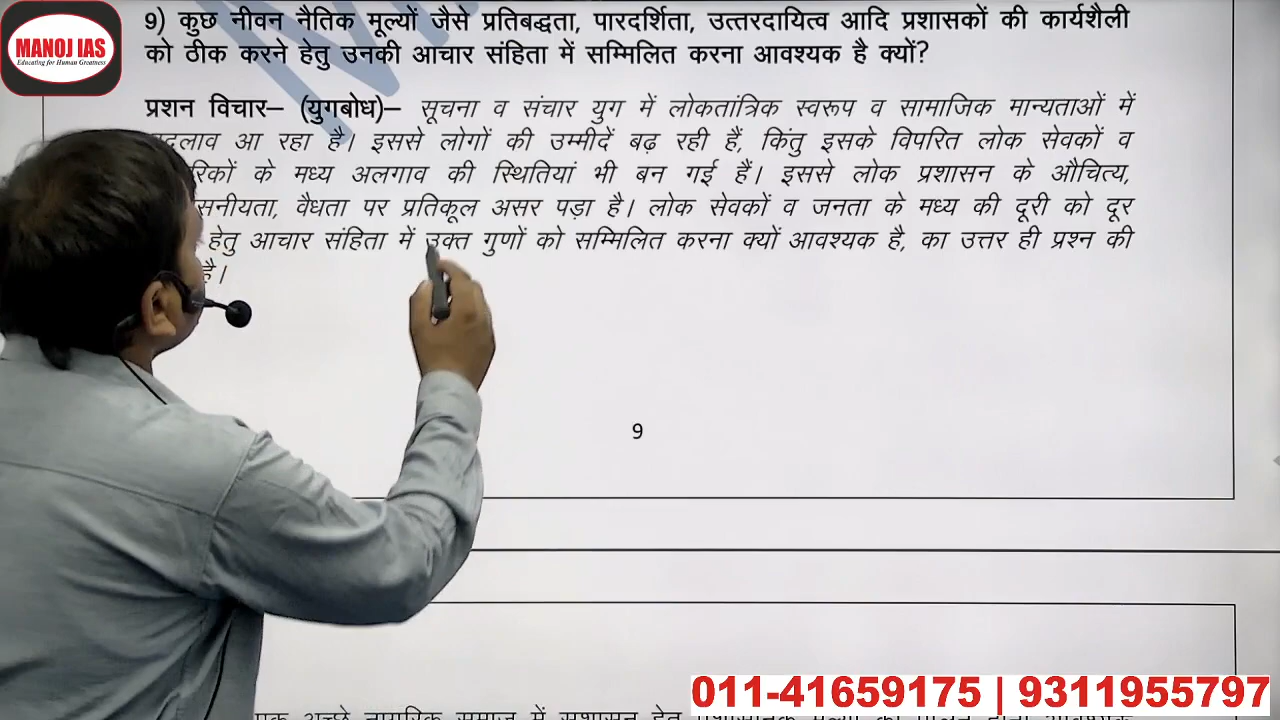 MANOJ IAS
Educating for Human Greatness
9) कुछ नीवन नैतिक मूल्यों जैसे प्रतिबद्धता, पारदर्शिता, उत्तरदायित्व आदि प्रशासकों की कार्यशैली
को ठीक करने हेतु उनकी आचार संहिता में सम्मिलित करना आवश्यक है क्यों?
प्रशन विचार– (युगबोध)– सूचना व संचार युग में लोकतांत्रिक स्वरूप व सामाजिक मान्यताओं में
आ रहा है। इससे लोगों की उम्मीदें बढ़ रही हैं, किंतु इसके विपरित लोक सेवकों व
के मध्य अलगाव की स्थितियां भी बन गई हैं। इससे लोक प्रशासन के औचित्य,
वैधता पर प्रतिकूल असर पड़ा है। लोक सेवकों व जनता के मध्य की दूरी को दूर
हेतु आचार संहिता में उक्त गुणों को सम्मिलित करना क्यों आवश्यक है, का उत्तर ही प्रश्न की
है।
9
011-41659175 | 9311955797